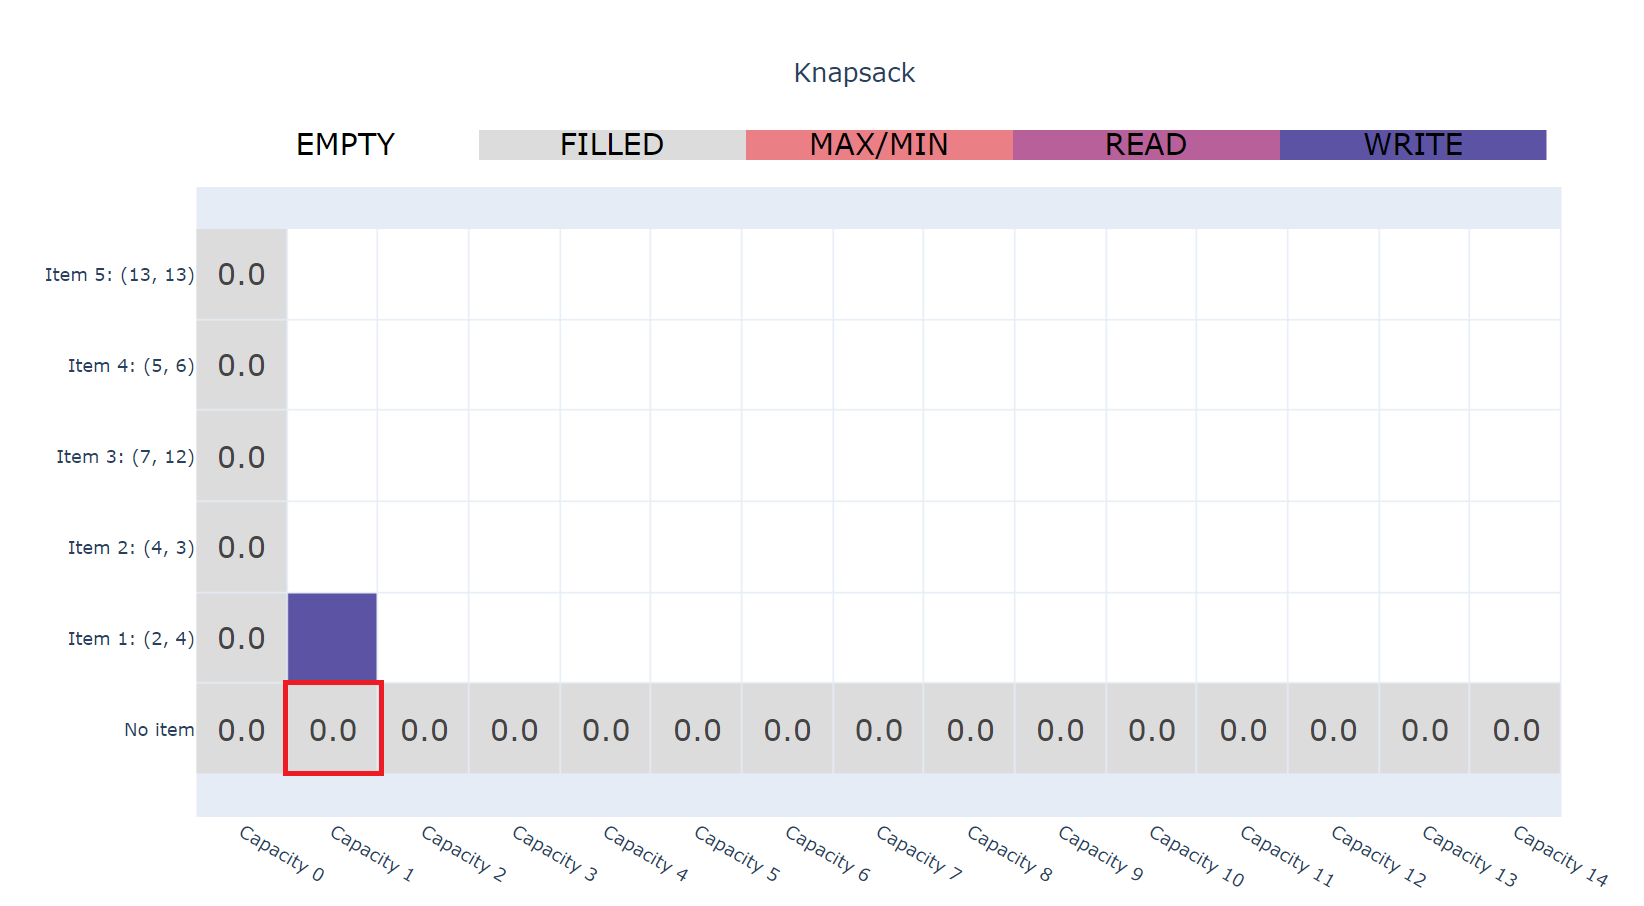 Knapsack
EMPTY FILLED MAX/MIN READ WRITE
Item 5: (13, 13) 0.0
Item 4: (5, 6) 0.0
Item 3: (7, 12) 0.0
Item 2: (4, 3) 0.0
Item 1: (2, 4) 0.0
No item 0.0 0.0 0.0 0.0 0.0 0.0 0.0 0.0 0.0 0.0 0.0 0.0 0.0 0.0 0.0
Capacity 0 Capacity 1 Capacity 2 Capacity 3 Capacity 4 Capacity 5 Capacity 6 Capacity 7 Capacity 8 Capacity 9 Capacity 10 Capacity 11 Capacity 12 Capacity 13 Capacity 14